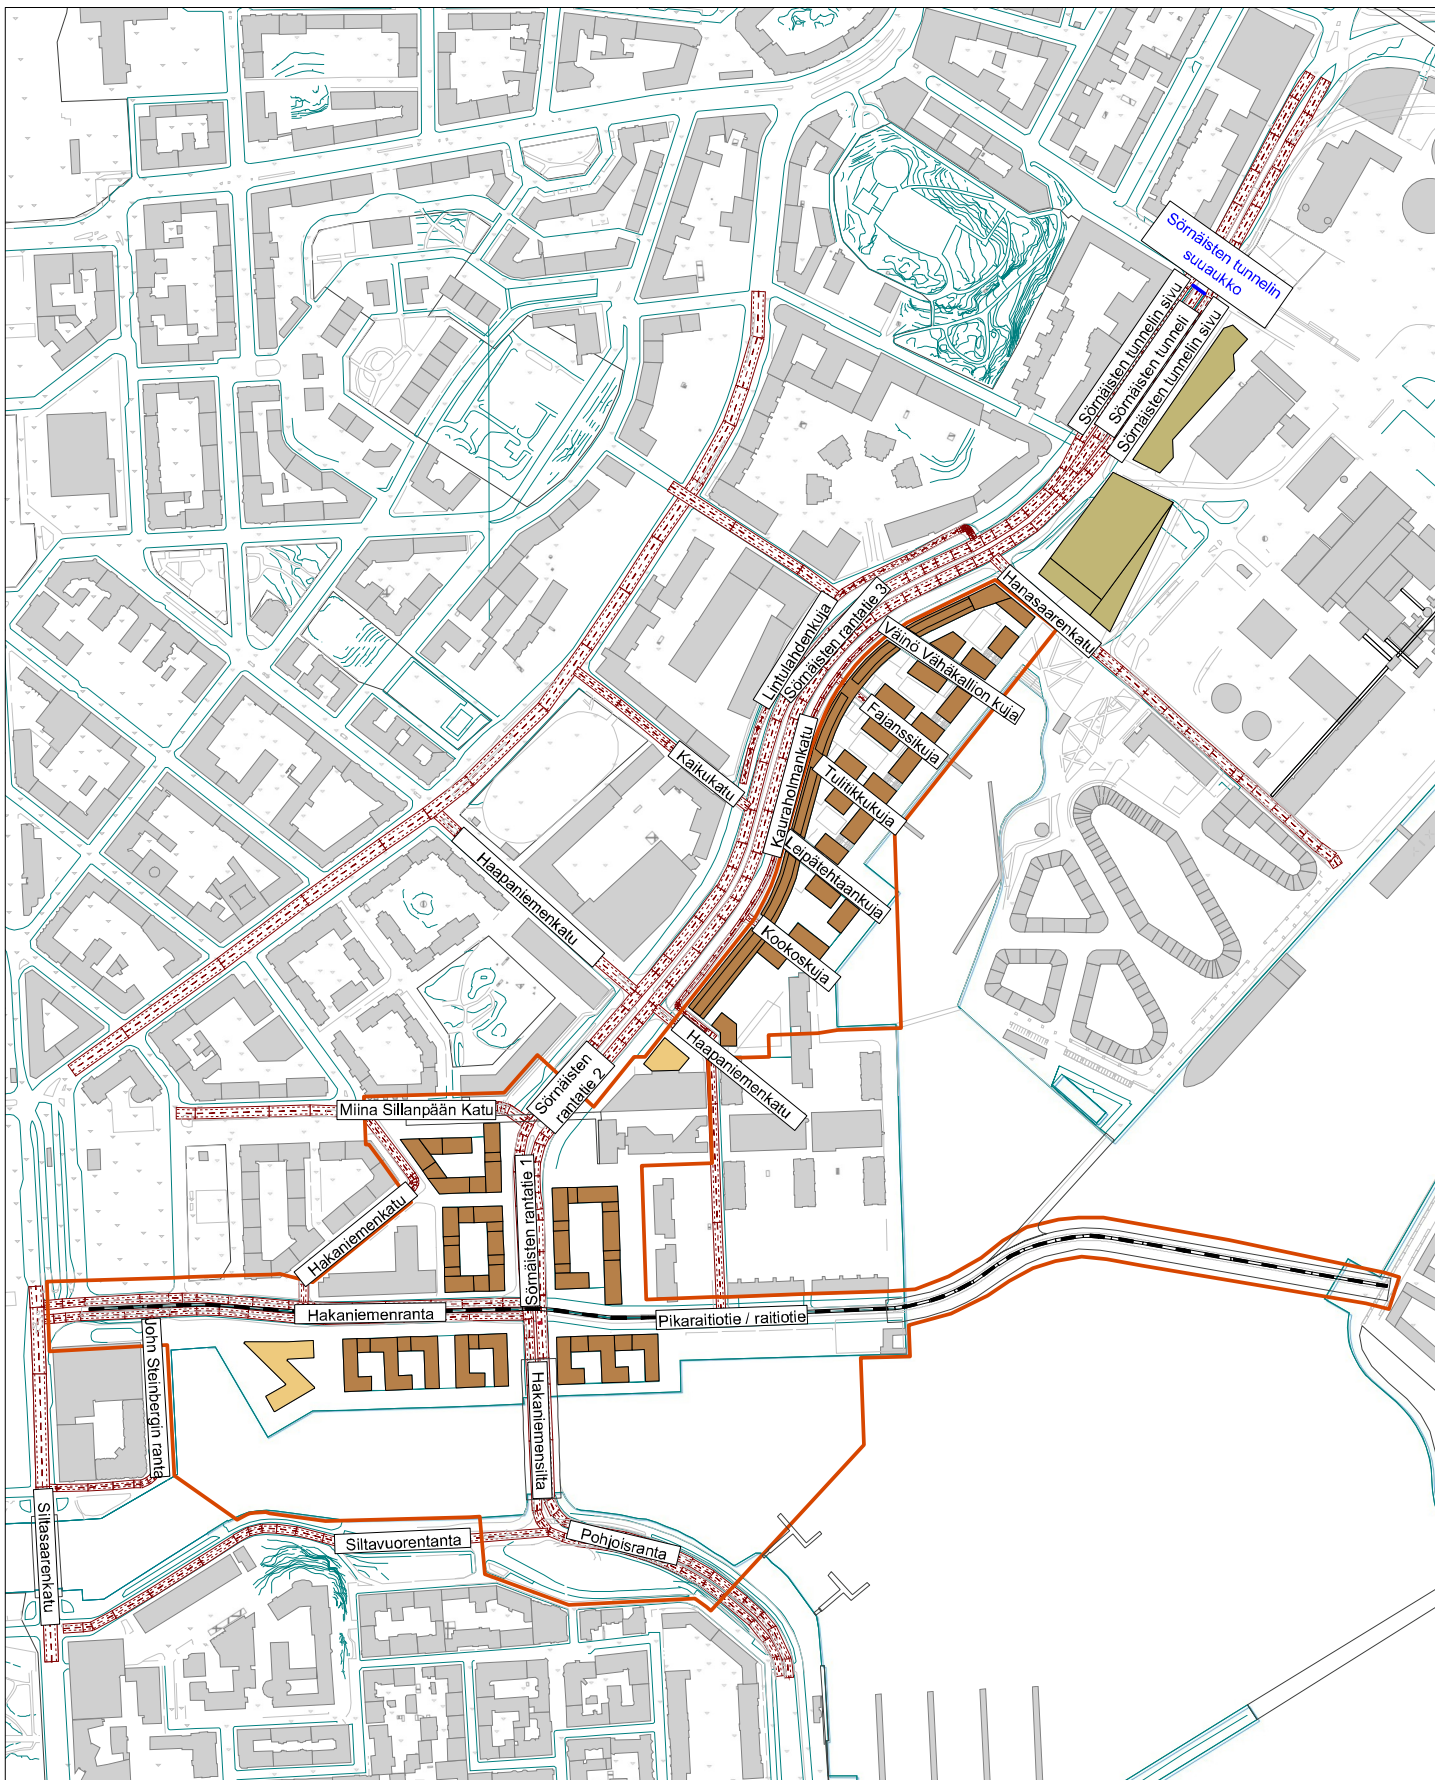 Sörnäisten tunnelin
suuaukko
Sörnäisten tunnelin sivu
Sörnäisten tunneli
Sörnäisten tunnelin sivu
Hanasaarenkatu
Lintulahdenkuja
Sörnäisten rantatie 3
Väinö Vähäkallion kuja
Fajanssikuja
Kauraholmankatu
Tulitikkukuja
Kaikukatu
Leipätehtaankuja
Haapaniemenkatu
Kookoskuja
Haapaniemenkatu
Sörnäisten
rantatie 2
Miina Sillanpään Katu
Hakaniemenkatu
Sörnäisten rantatie 1
Hakaniemenranta
Pikaraitiotie / raitiotie
John Steinbergin ranta
Hakaniemensilta
Siltasaarenkatu
Siltavuorentanta
Pohjoisranta